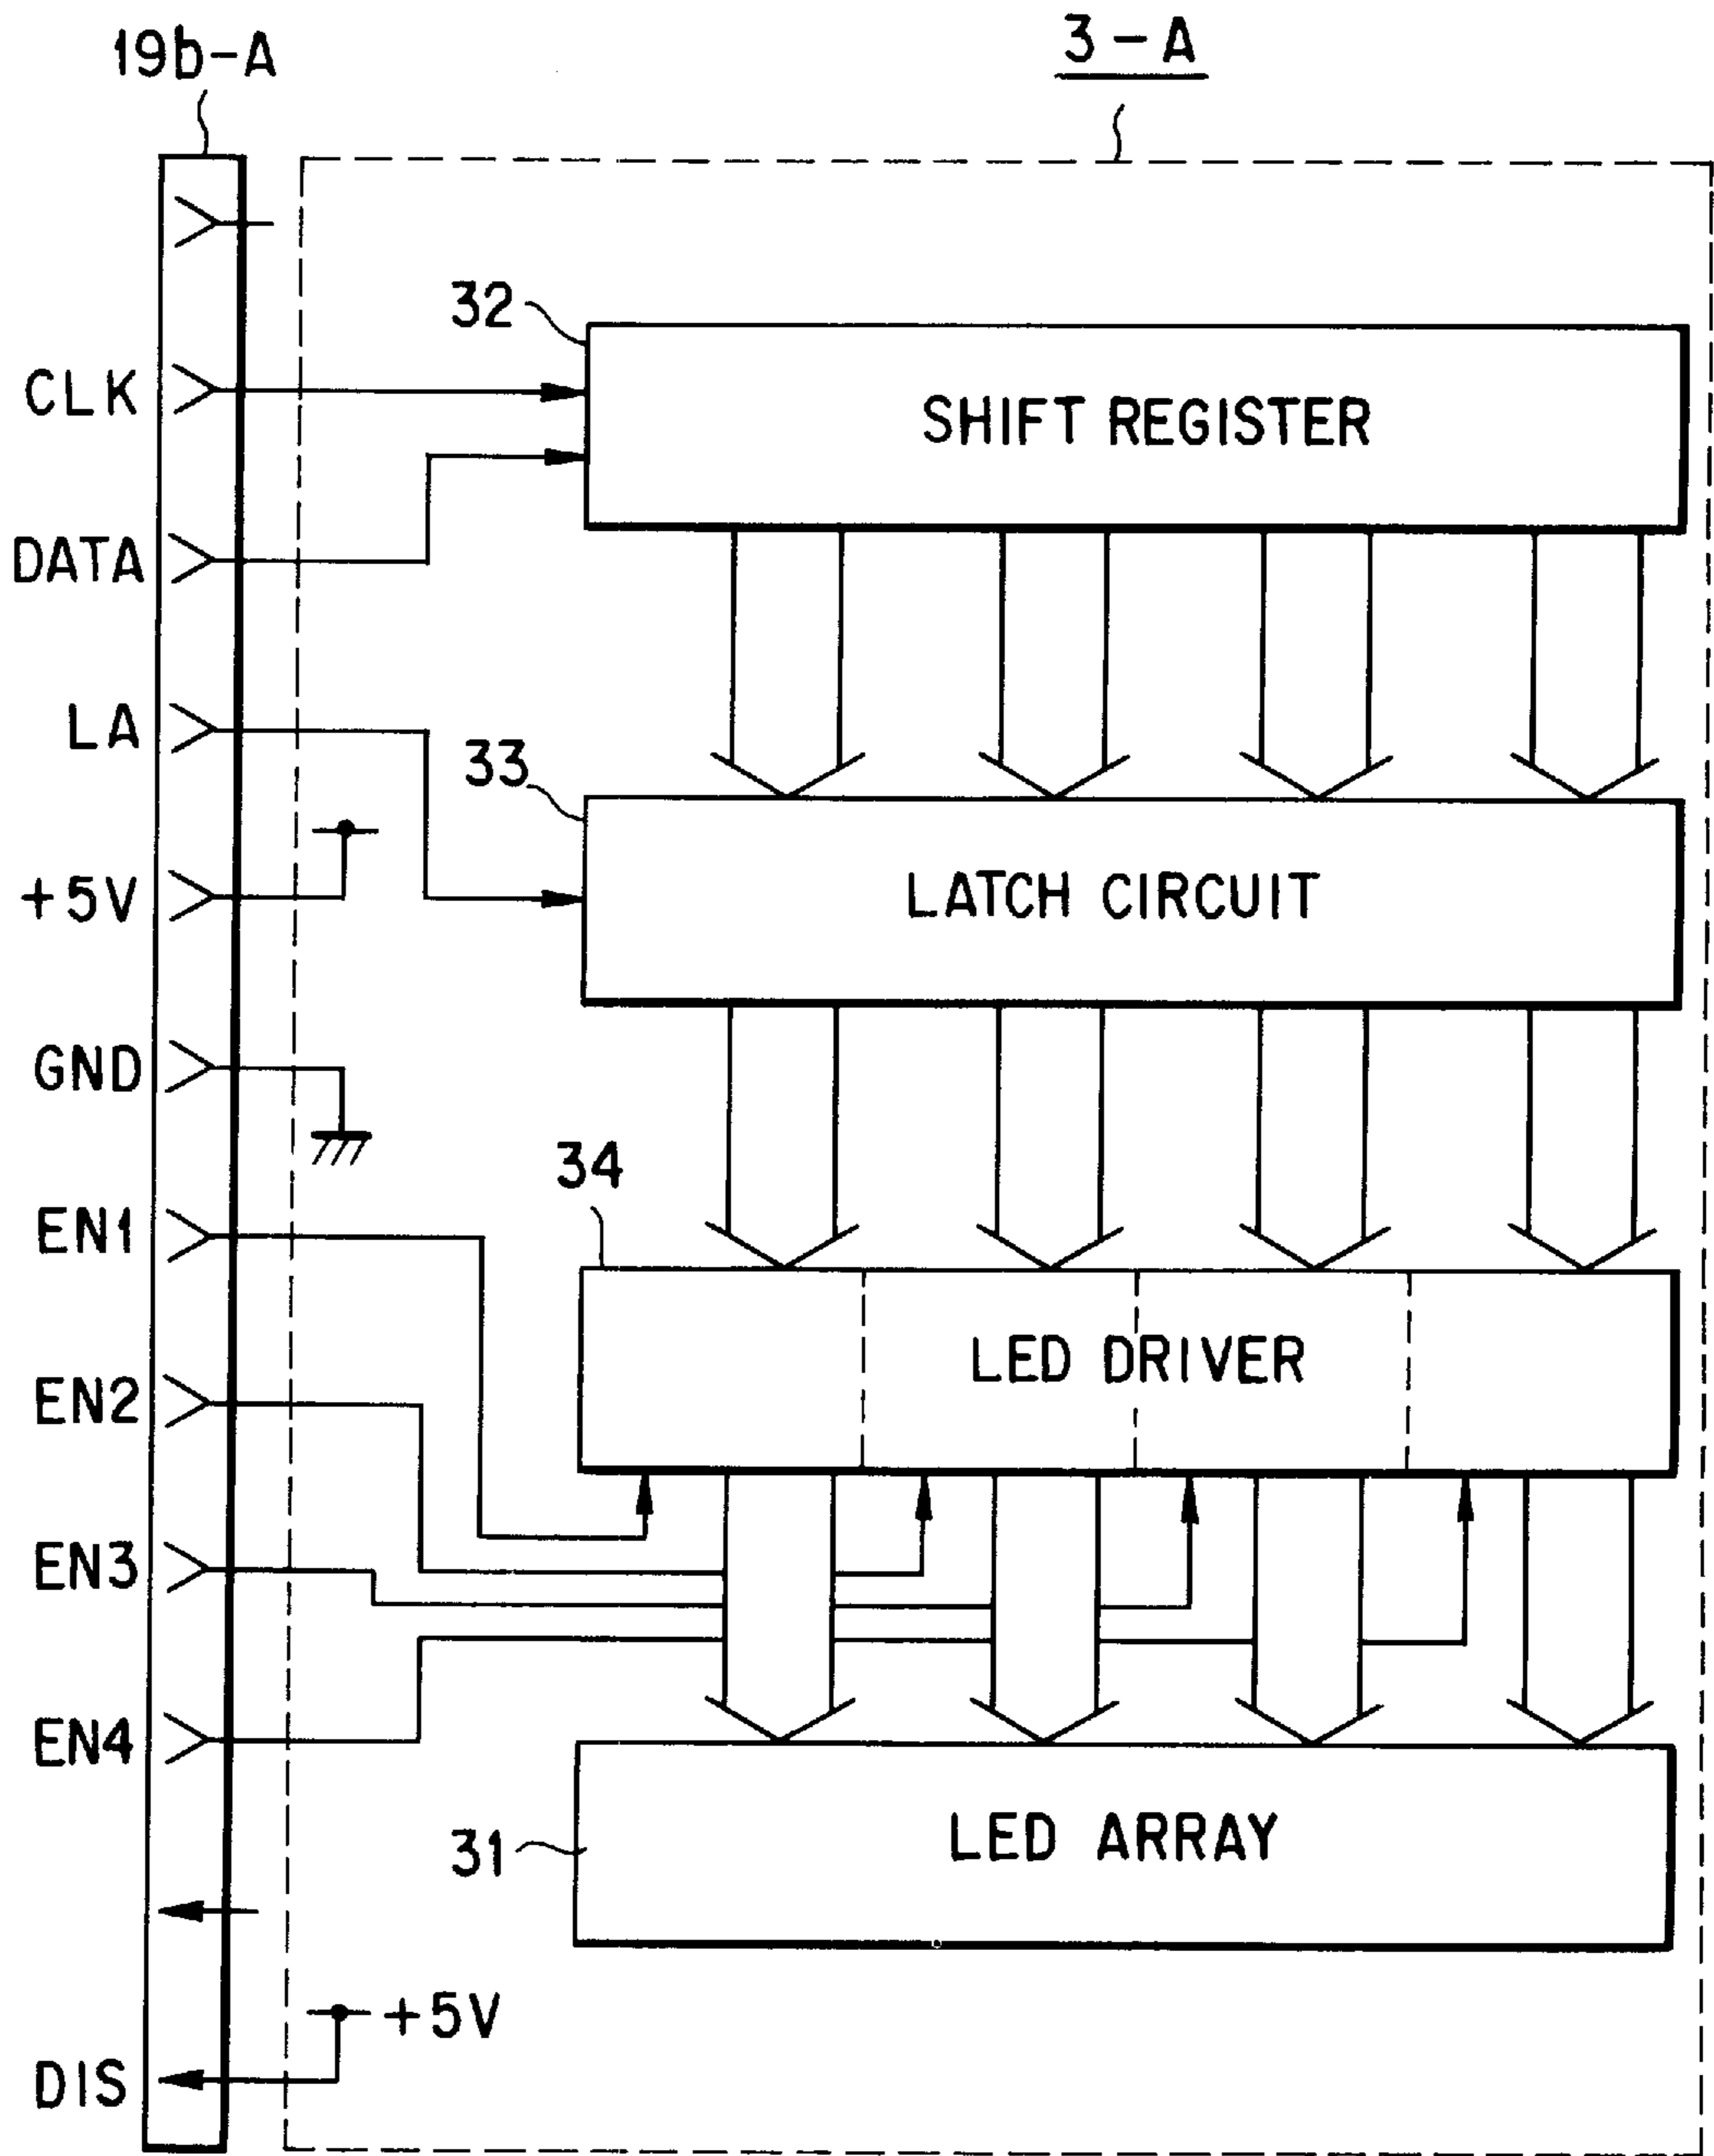 19b-A
3-A
32
CLK
SHIFT REGISTER
DATA
LA
33
+5V
LATCH CIRCUIT
GND
34
EN1
LED DRIVER
EN2
EN3
EN4
31
LED ARRAY
+5V
DIS